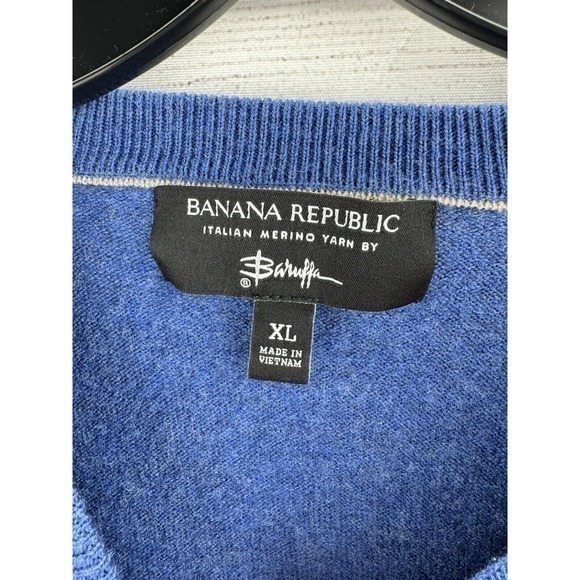 BANANA REPUBLIC
ITALIAN MERINO YARN BY
Baruffa
®
XL
MADE IN
VIETNAM